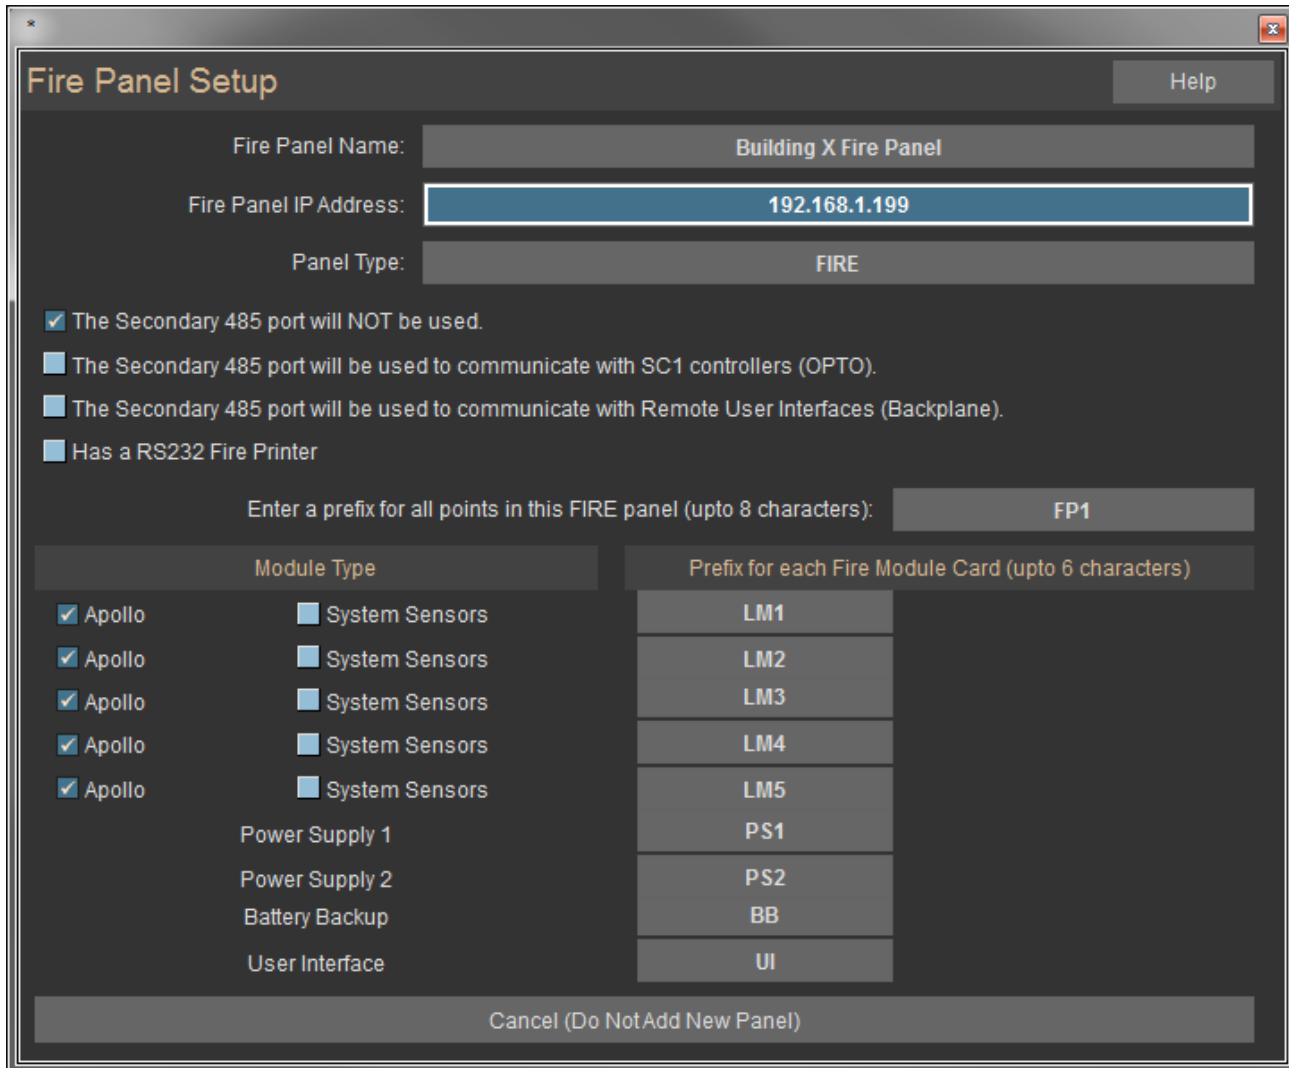 *
Fire Panel Setup
Help
Fire Panel Name:
Building X Fire Panel
Fire Panel IP Address:
192.168.1.199
Panel Type:
FIRE
The Secondary 485 port will NOT be used.
The Secondary 485 port will be used to communicate with SC1 controllers (OPTO).
The Secondary 485 port will be used to communicate with Remote User Interfaces (Backplane).
Has a RS232 Fire Printer
Enter a prefix for all points in this FIRE panel (upto 8 characters):
FP1
Module Type
Prefix for each Fire Module Card (upto 6 characters)
Apollo System Sensors LM1
Apollo System Sensors LM2
Apollo System Sensors LM3
Apollo System Sensors LM4
Apollo System Sensors LM5
Power Supply 1 PS1
Power Supply 2 PS2
Battery Backup BB
User Interface UI
Cancel (Do Not Add New Panel)